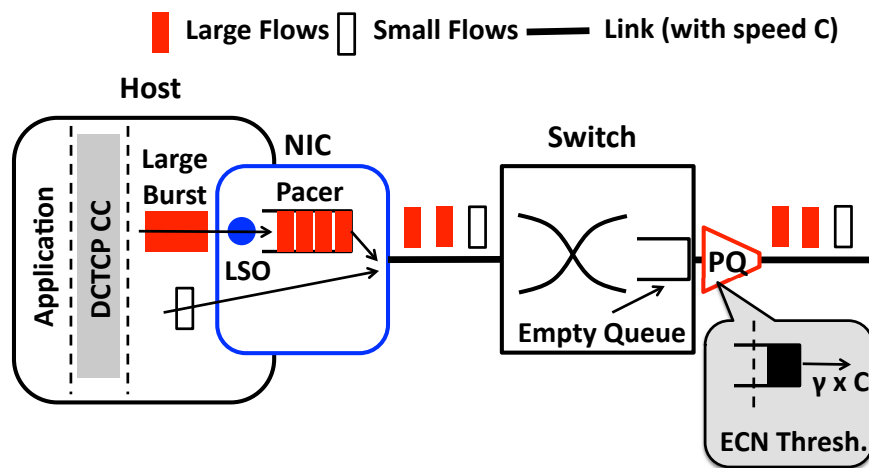 Large Flows
Small Flows
Link (with speed C)
Host
NIC
Switch
Application
DCTCP CC
Large
Burst
Pacer
LSO
PQ
Empty Queue
γ x C
ECN Thresh.